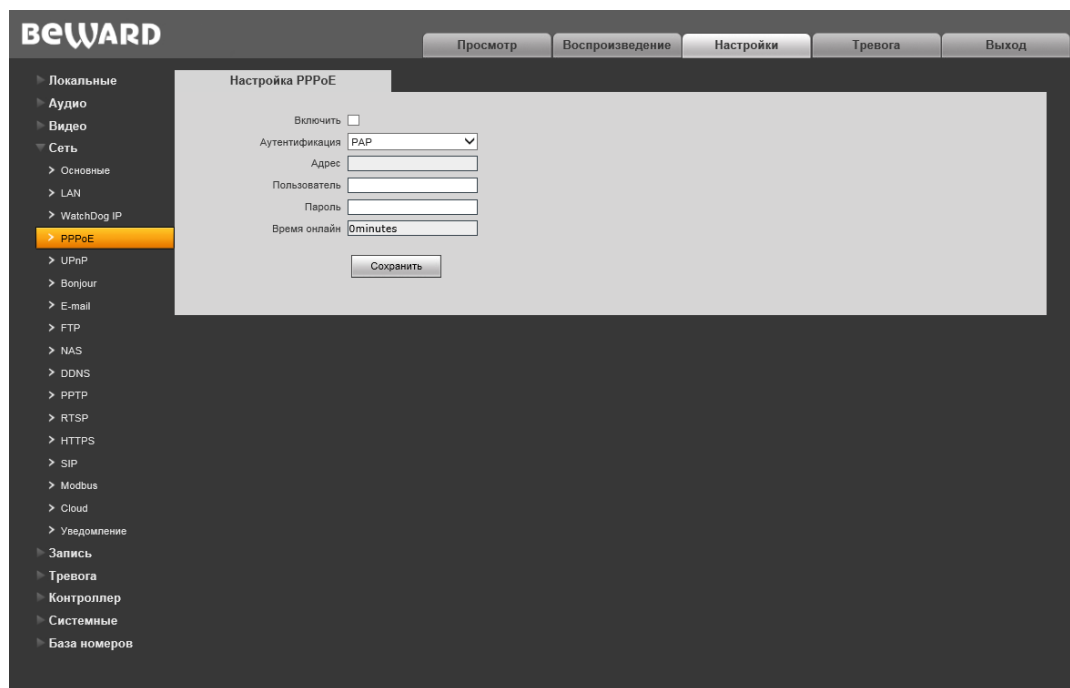 BEWARD
Просмотр
Воспроизведение
Настройки
Тревога
Выход
Локальные
Аудио
Видео
Сеть
Основные
LAN
WatchDog IP
PPPoE
UPnP
Bonjour
E-mail
FTP
NAS
DDNS
PPTP
RTSP
HTTPS
SIP
Modbus
Cloud
Уведомление
Запись
Тревога
Контроллер
Системные
База номеров
Настройка PPPoE
Включить
Аутентификация PAP
Адрес
Пользователь
Пароль
Время онлайн 0minutes
Сохранить